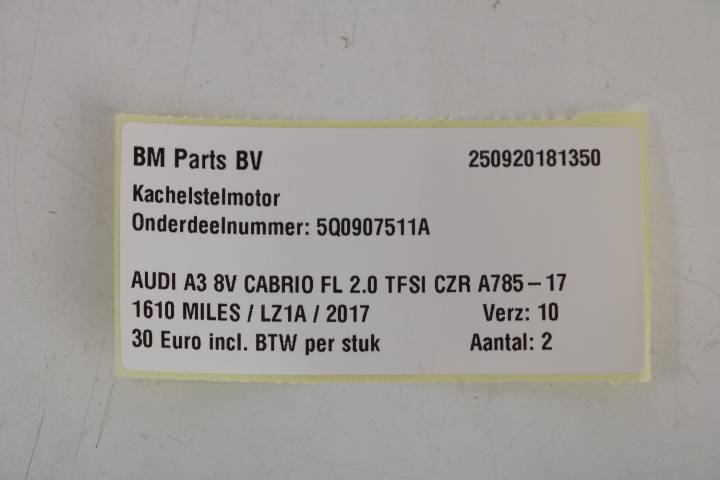 BM Parts BV 250920181350
Kachelstelmotor
Onderdeelnummer: 5Q0907511A
AUDI A3 8V CABRIO FL 2.0 TFSI CZR A785-17
1610 MILES / LZ1A / 2017 Verz: 10
30 Euro incl. BTW per stuk Aantal: 2